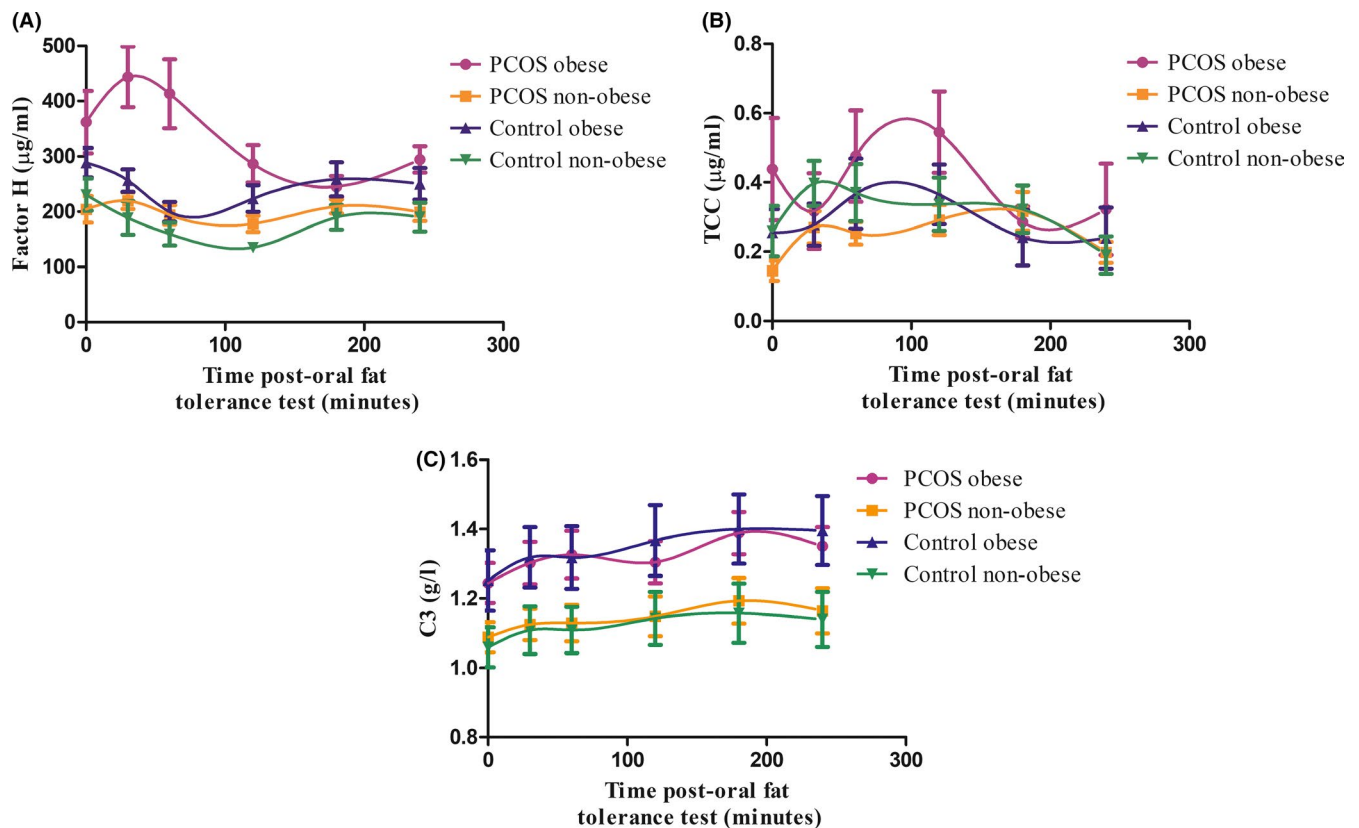 (A)
500
400
300
200
100
0
Factor H (μg/ml)
0 100 200 300
Time post-oral fat
tolerance test (minutes)
PCOS obese
PCOS non-obese
Control obese
Control non-obese
(B)
0.8
0.6
0.4
0.2
0.0
TCC (μg/ml)
0 100 200 300
Time post-oral fat
tolerance test (minutes)
PCOS obese
PCOS non-obese
Control obese
Control non-obese
(C)
1.6
1.4
1.2
1.0
0.8
C3 (g/l)
0 100 200 300
Time post-oral fat
tolerance test (minutes)
PCOS obese
PCOS non-obese
Control obese
Control non-obese